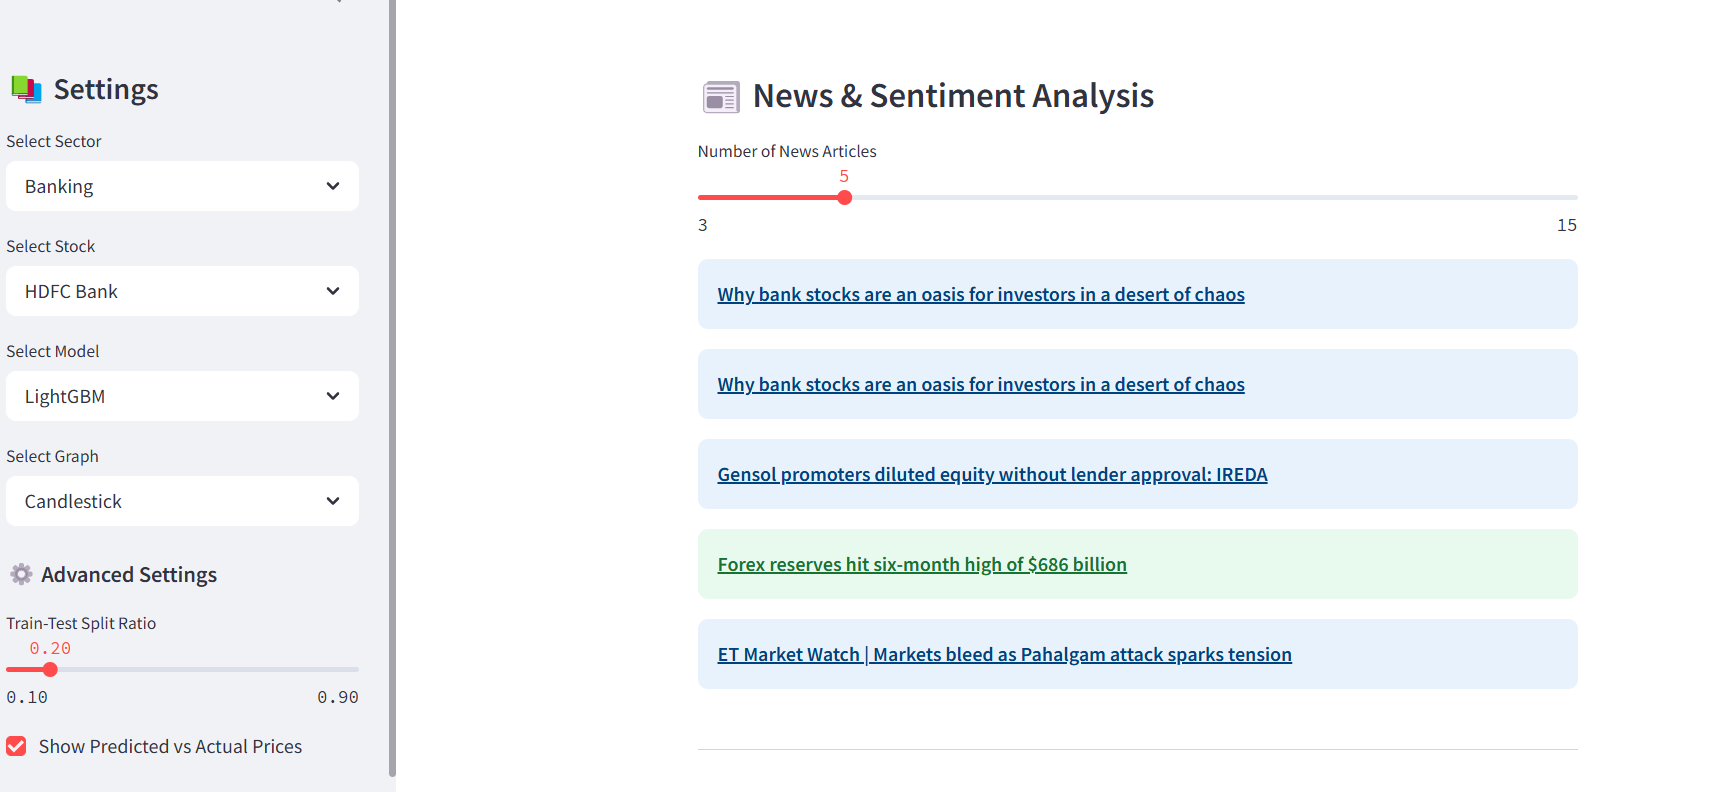 Settings
Select Sector
Banking
Select Stock
HDFC Bank
Select Model
LightGBM
Select Graph
Candlestick
Advanced Settings
Train-Test Split Ratio
0.20
0.10 0.90
Show Predicted vs Actual Prices
News & Sentiment Analysis
Number of News Articles
5
3 15
Why bank stocks are an oasis for investors in a desert of chaos
Why bank stocks are an oasis for investors in a desert of chaos
Gensol promoters diluted equity without lender approval: IREDA
Forex reserves hit six-month high of $686 billion
ET Market Watch | Markets bleed as Pahalgam attack sparks tension